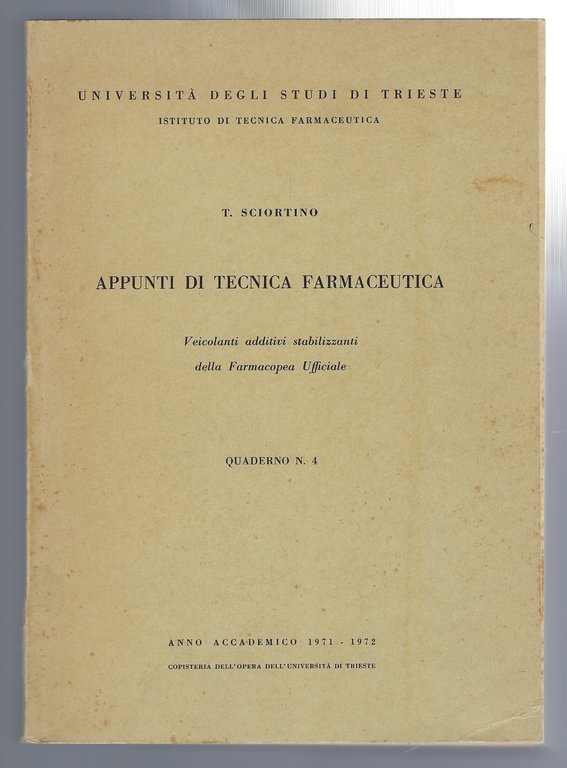 UNIVERSITÀ DEGLI STUDI DI TRIESTE
ISTITUTO DI TECNICA FARMACEUTICA
T. SCIORTINO
APPUNTI DI TECNICA FARMACEUTICA
Veicolanti additivi stabilizzanti
della Farmacopea Ufficiale
QUADERNO N. 4
ANNO ACCADEMICO 1971 - 1972
COPISTERIA DELL'OPERA DELL'UNIVERSITÀ DI TRIESTE